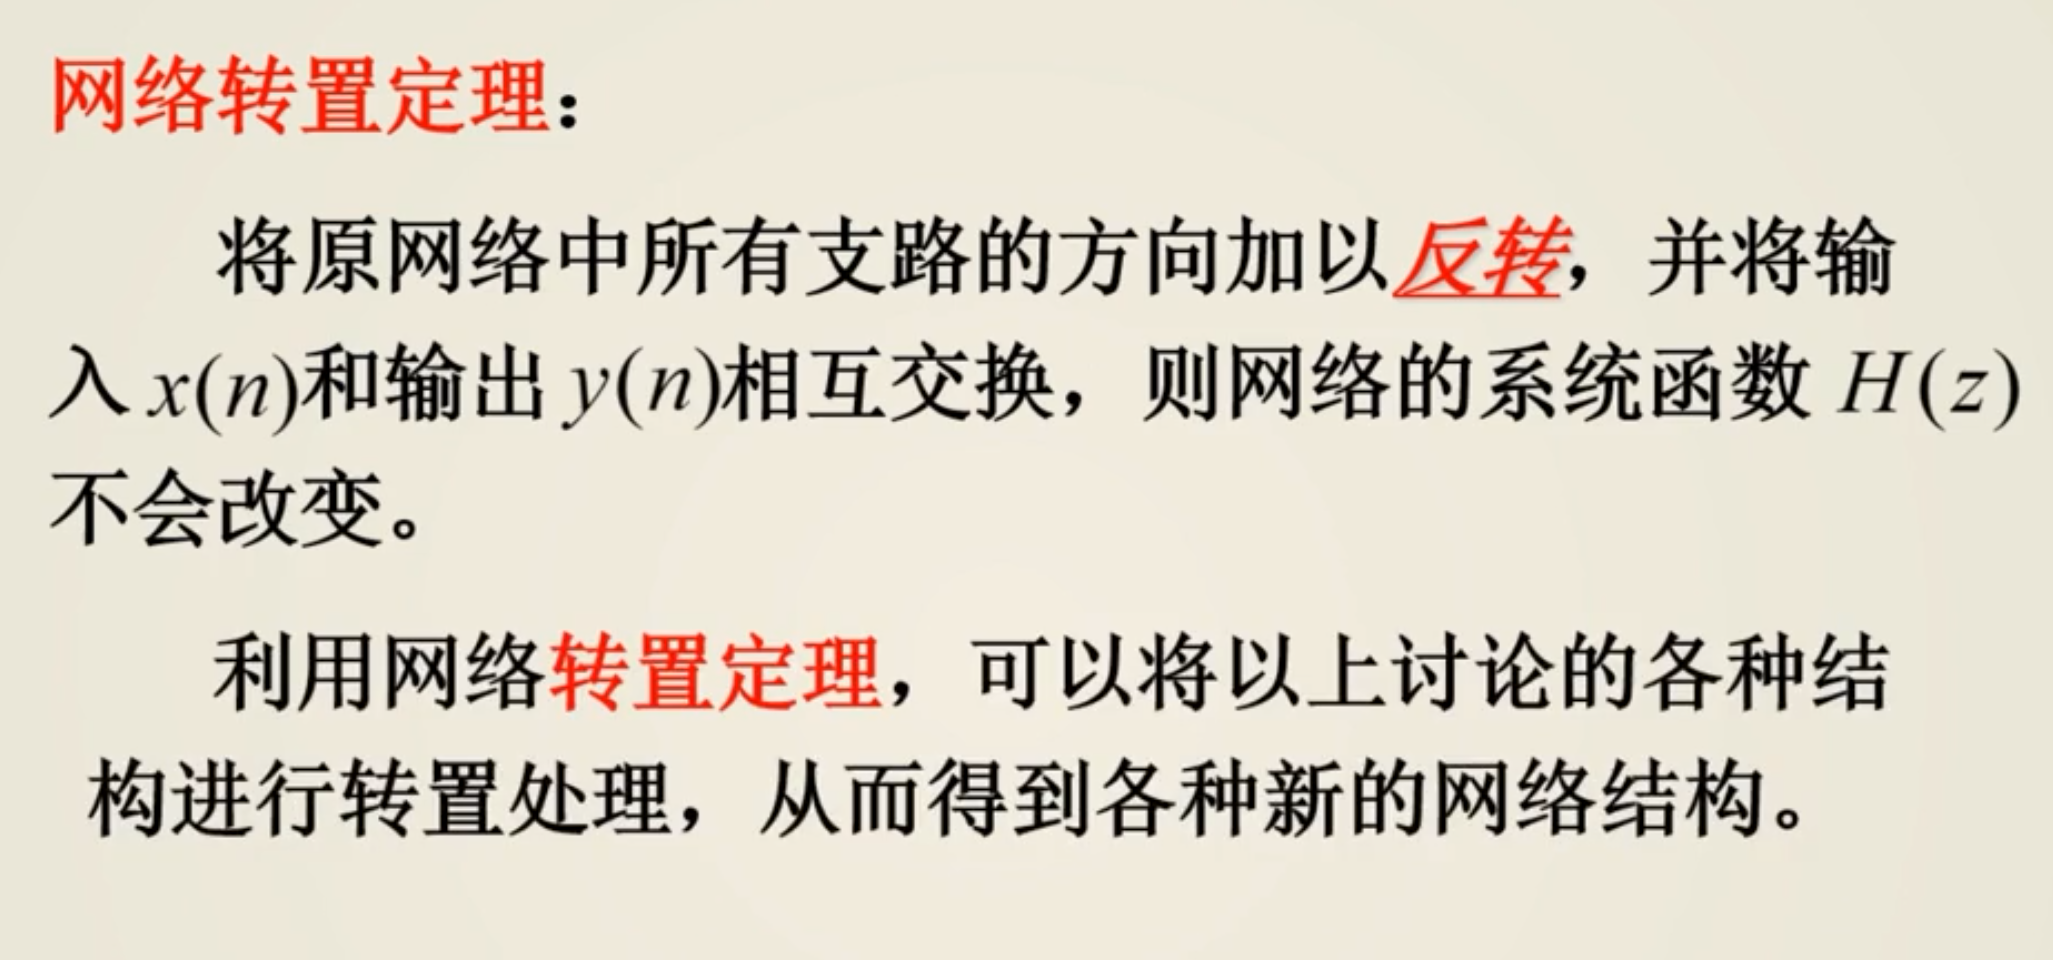 网络转置定理：
将原网络中所有支路的方向加以反转，并将输
入 x(n)和输出 y(n)相互交换，则网络的系统函数 H(z)
不会改变。
利用网络转置定理，可以将以上讨论的各种结
构进行转置处理，从而得到各种新的网络结构。